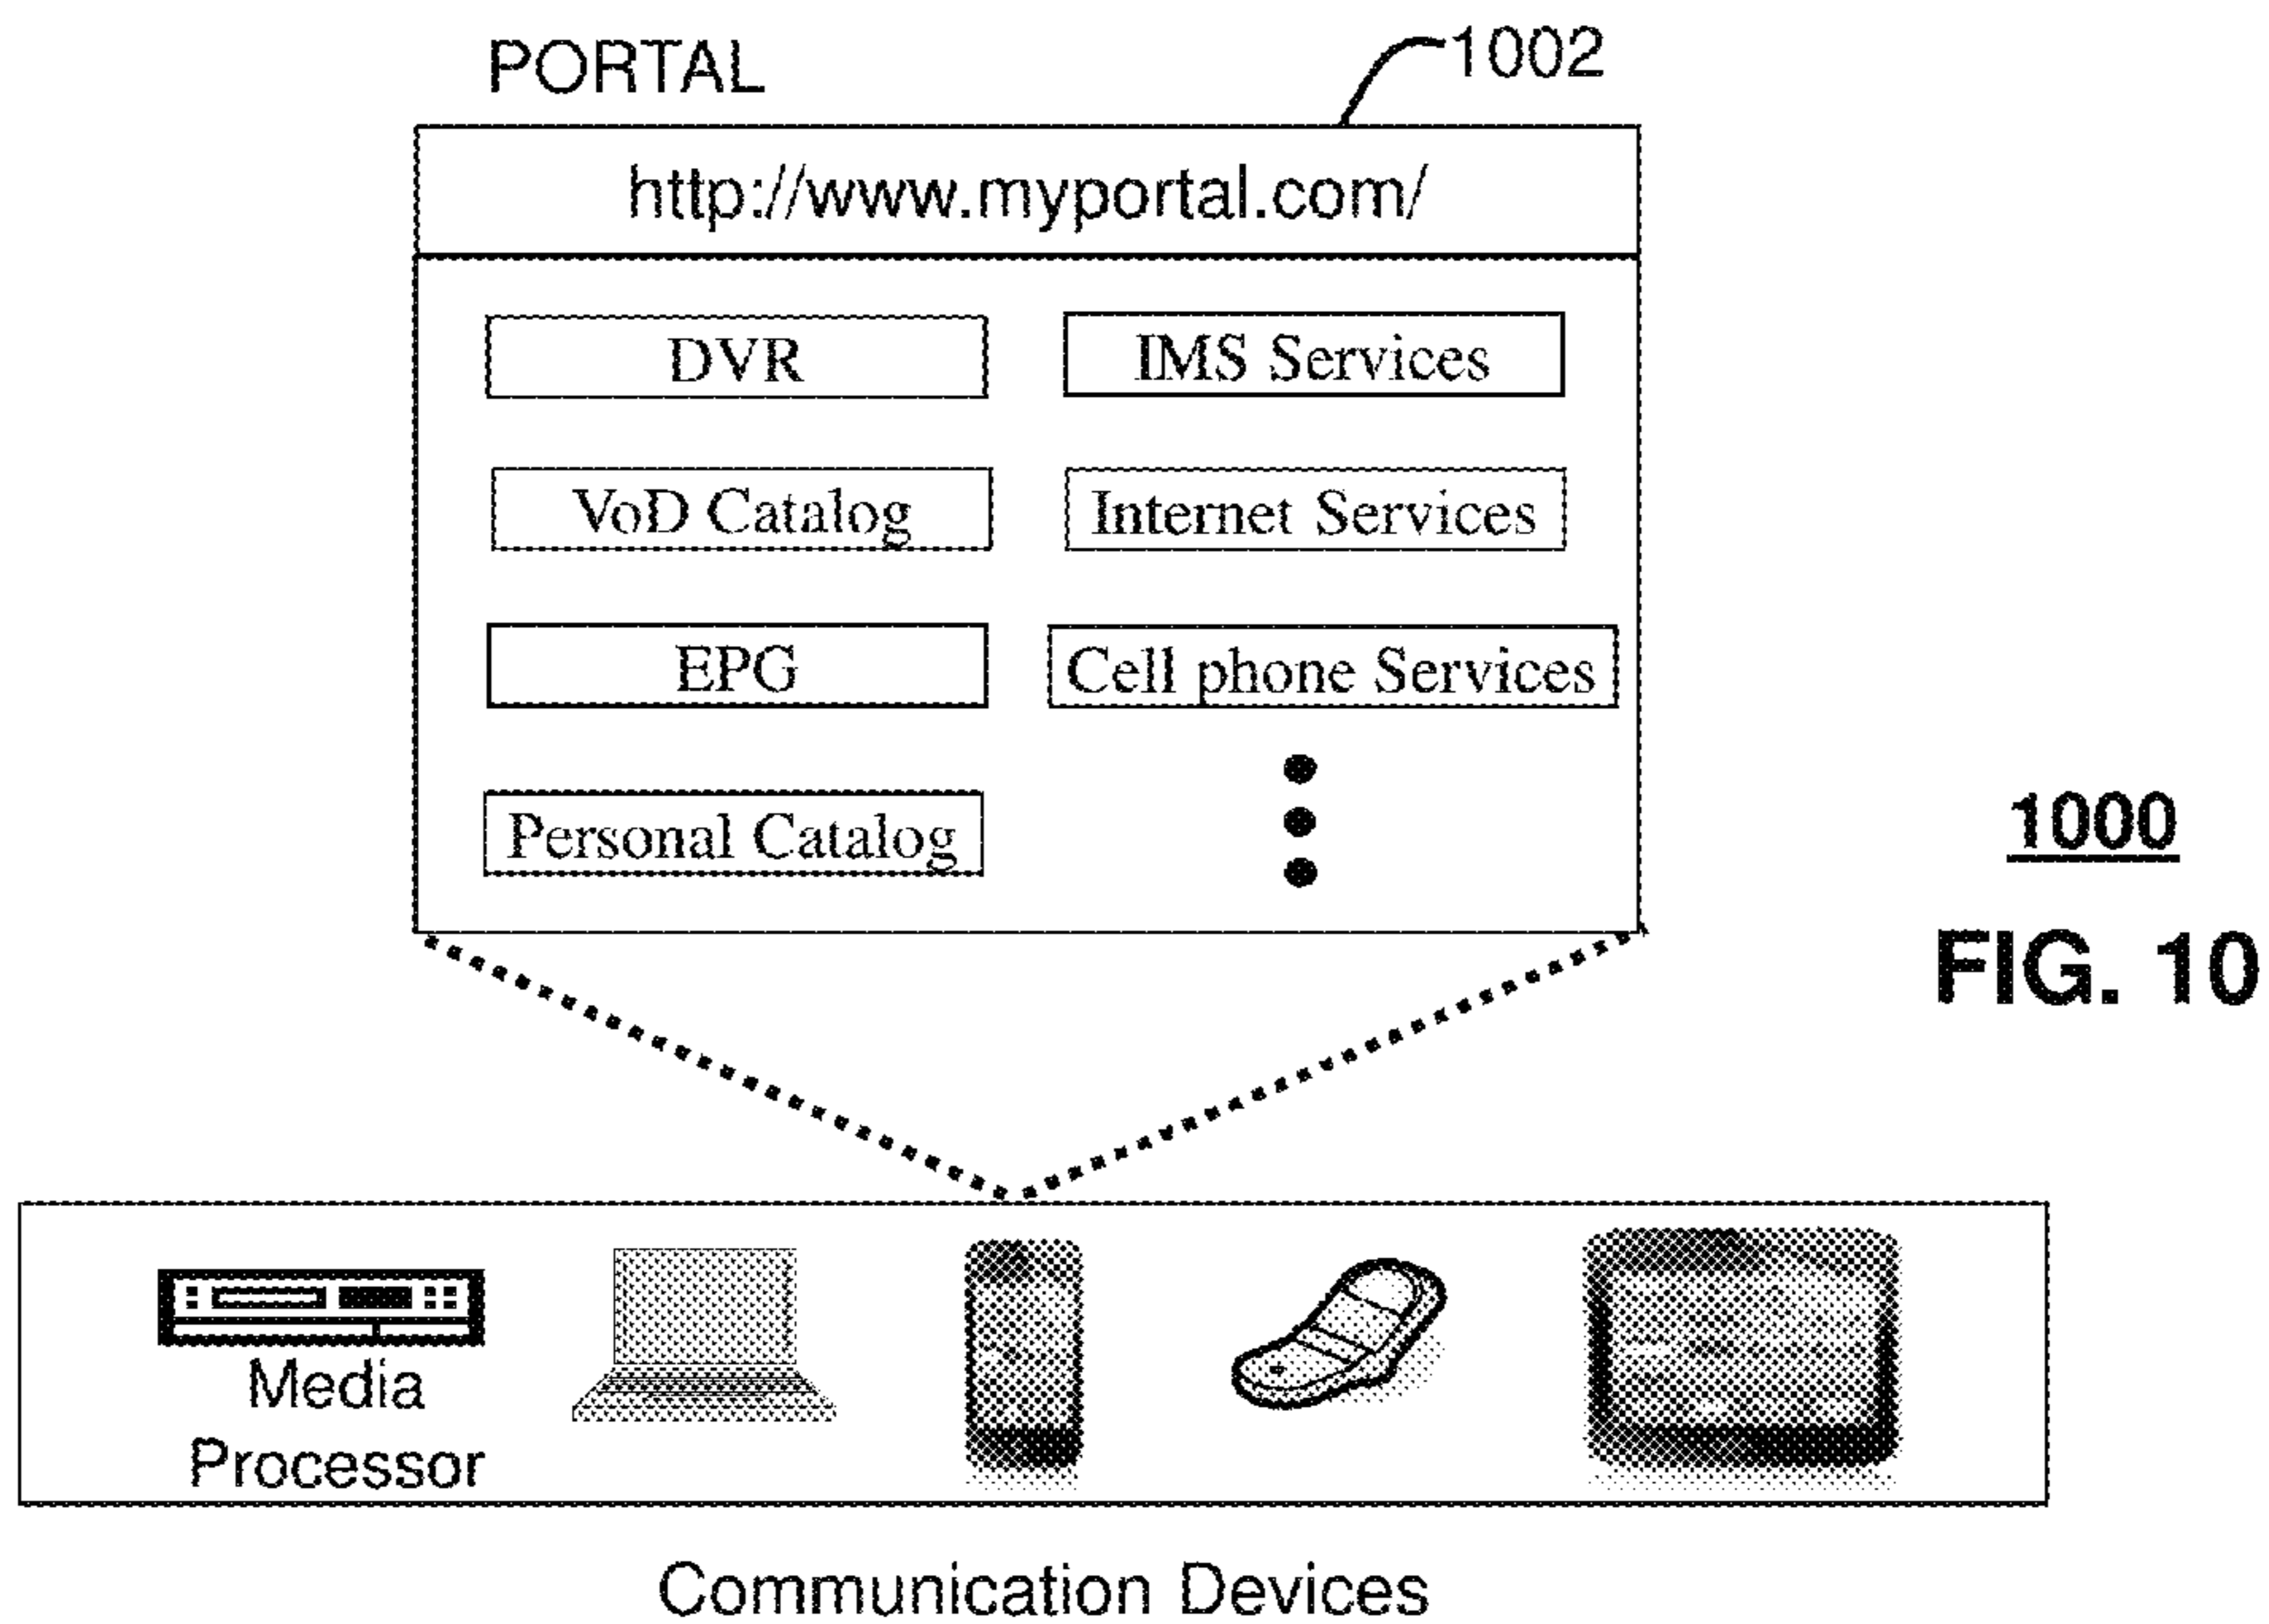 PORTAL
1002
http://www.myportal.com/
DVR
IMS Services
VoD Catalog
Internet Services
EPG
Cell phone Services
Personal Catalog
1000
FIG. 10
Media
Processor
Communication Devices